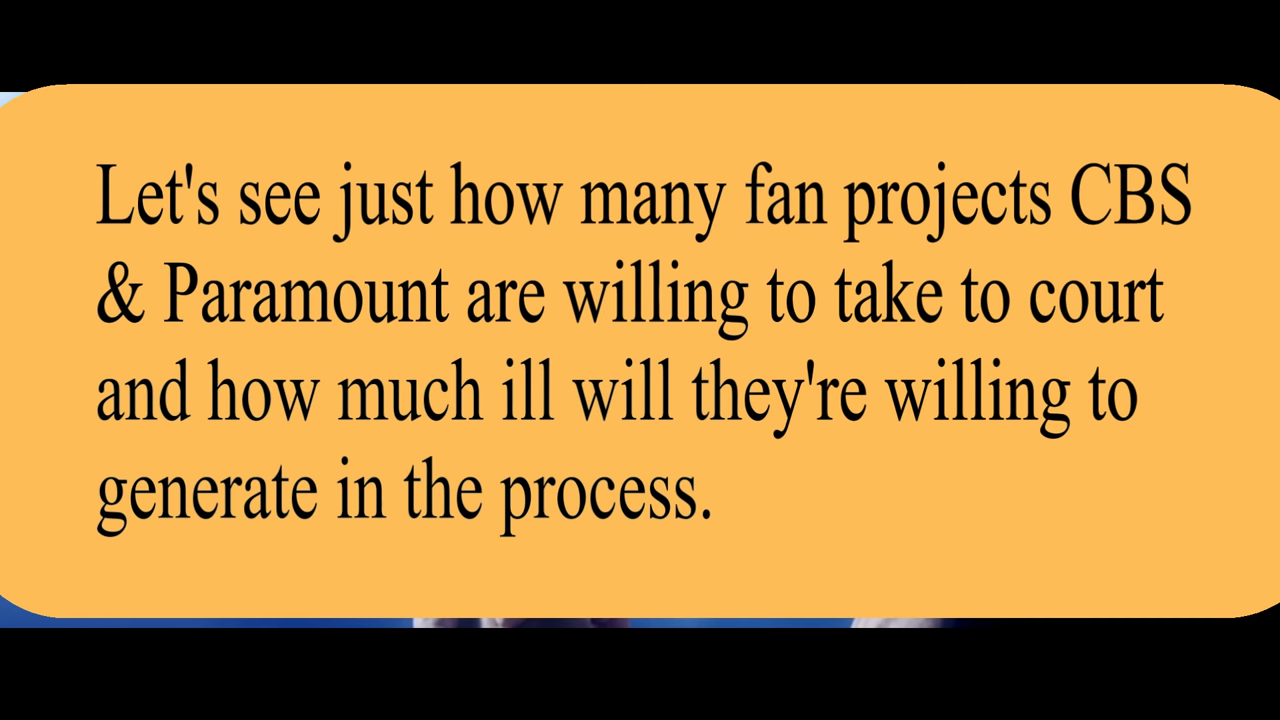 Let's see just how many fan projects CBS
& Paramount are willing to take to court
and how much ill will they're willing to
generate in the process.